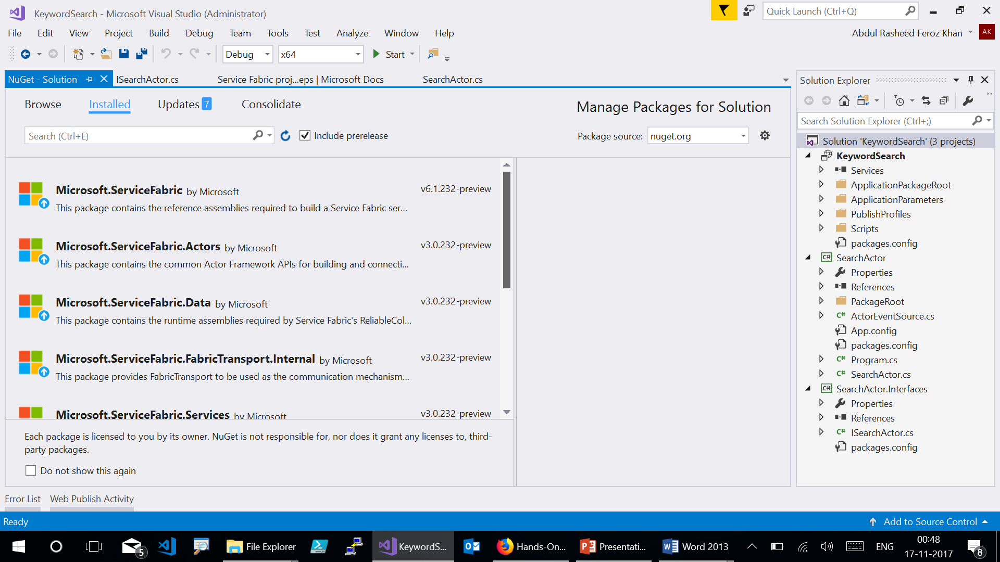 KeywordSearch - Microsoft Visual Studio (Administrator)
Quick Launch (Ctrl+Q)
File Edit View Project Build Debug Team Tools Test Analyze Window Help
Abdul Rasheed Feroz Khan AK
Debug x64 Start
NuGet - Solution ISearchActor.cs Service Fabric proj...eps | Microsoft Docs SearchActor.cs
Browse Installed Updates 7 Consolidate
Manage Packages for Solution
Search (Ctrl+E) Include prerelease
Package source: nuget.org
Microsoft.ServiceFabric by Microsoft v6.1.232-preview
This package contains the reference assemblies required to build a Service Fabric ser...
Microsoft.ServiceFabric.Actors by Microsoft v3.0.232-preview
This package contains the common Actor Framework APIs for building and connecti...
Microsoft.ServiceFabric.Data by Microsoft v3.0.232-preview
This package contains the runtime assemblies required by Service Fabric's ReliableCol...
Microsoft.ServiceFabric.FabricTransport.Internal by Microsoft v3.0.232-preview
This package provides FabricTransport to be used as the communication mechanism...
Microsoft.ServiceFabric.Services by Microsoft v3.0.232-preview
Each package is licensed to you by its owner. NuGet is not responsible for, nor does it grant any licenses to, third-
party packages.
Do not show this again
Solution Explorer
Search Solution Explorer (Ctrl+;)
Solution 'KeywordSearch' (3 projects)
KeywordSearch
Services
ApplicationPackageRoot
ApplicationParameters
PublishProfiles
Scripts
packages.config
C# SearchActor
Properties
References
PackageRoot
C# ActorEventSource.cs
App.config
packages.config
C# Program.cs
C# SearchActor.cs
C# SearchActor.Interfaces
Properties
References
C# ISearchActor.cs
packages.config
Error List Web Publish Activity
Ready
Add to Source Control
5 File Explorer KeywordS... Hands-On... Presentati... Word 2013 ENG
00:48
17-11-2017
8